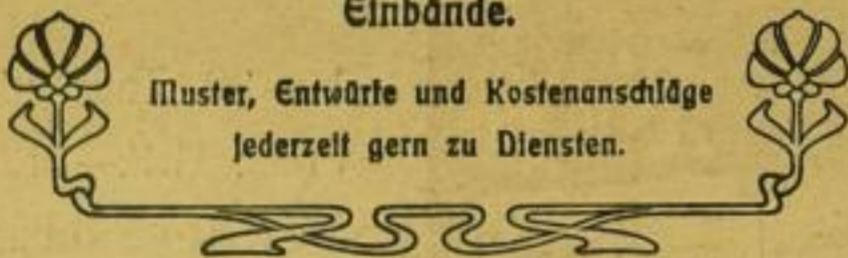 Einbände.
Muster, Entwürfe und Kostenanschläge
jederzeit gern zu Diensten.